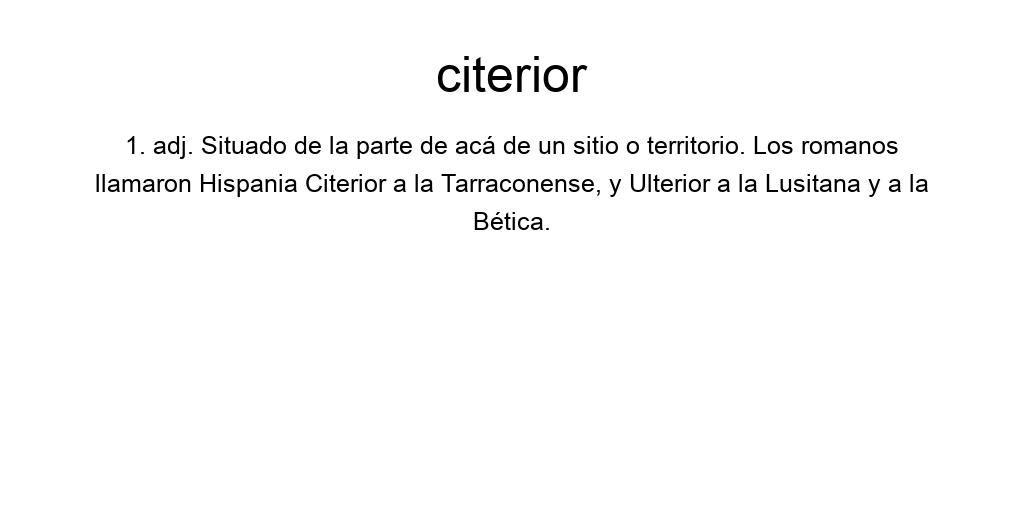 citerior
1. adj. Situado de la parte de acá de un sitio o territorio. Los romanos
llamaron Hispania Citerior a la Tarraconense, y Ulterior a la Lusitana y a la
Bética.